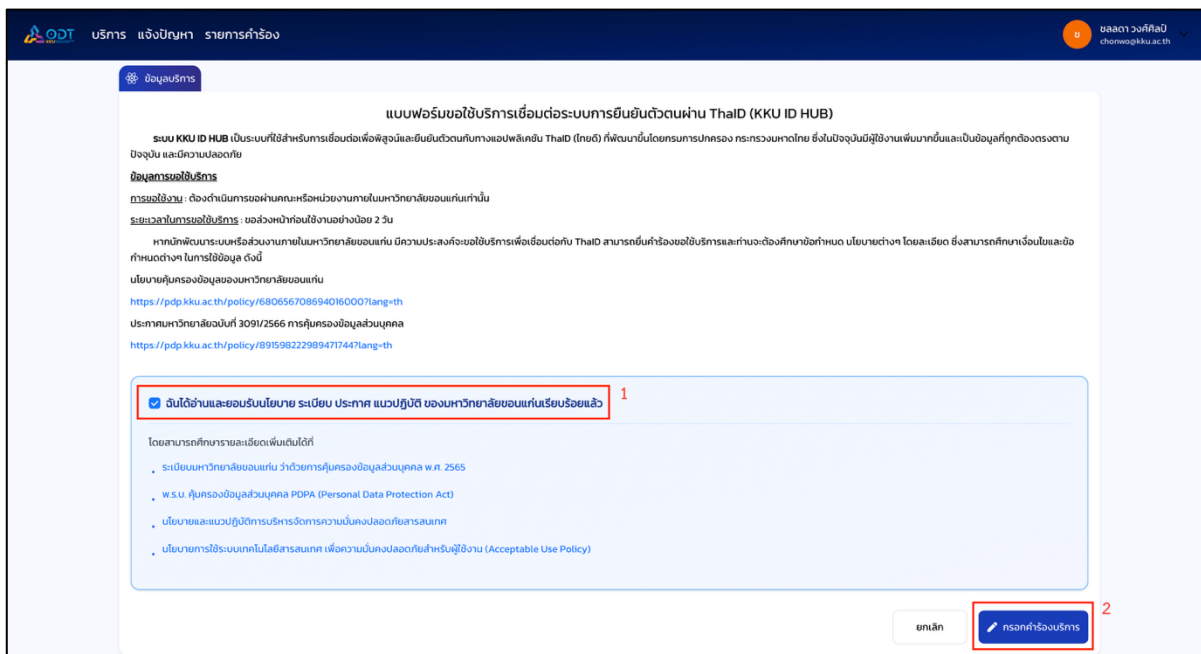 ODT บริการ แจ้งปัญหา รายการคำร้อง
KKU
ช
ชลลดา วงศ์ศิลป์
chonwo@kku.ac.th
ข้อมูลบริการ
แบบฟอร์มขอใช้บริการเชื่อมต่อระบบการยืนยันตัวตนผ่าน ThaID (KKU ID HUB)
ระบบ KKU ID HUB เป็นระบบที่ใช้สำหรับการเชื่อมต่อเพื่อพิสูจน์และยืนยันตัวตนกับทางแอปพลิเคชัน ThaID (ไทยดี) ที่พัฒนาขึ้นโดยกรมการปกครอง กระทรวงมหาดไทย ซึ่งในปัจจุบันมีผู้ใช้งานเพิ่มมากขึ้นและเป็นข้อมูลที่ถูกต้องตรงตาม
ปัจจุบัน และมีความปลอดภัย
ข้อมูลการขอใช้บริการ
การขอใช้งาน : ต้องดำเนินการขอผ่านคณะหรือหน่วยงานภายในมหาวิทยาลัยขอนแก่นเท่านั้น
ระยะเวลาในการขอใช้บริการ : ขอล่วงหน้าก่อนใช้งานอย่างน้อย 2 วัน
หากนักพัฒนาระบบหรือส่วนงานภายในมหาวิทยาลัยขอนแก่น มีความประสงค์จะขอใช้บริการเพื่อเชื่อมต่อกับ ThaID สามารถยื่นคำร้องขอใช้บริการและท่านจะต้องศึกษาข้อกำหนด นโยบายต่างๆ โดยละเอียด ซึ่งสามารถศึกษาเงื่อนไขและข้อ
กำหนดต่างๆ ในการใช้ข้อมูล ดังนี้
นโยบายคุ้มครองข้อมูลของมหาวิทยาลัยขอนแก่น
https://pdp.kku.ac.th/policy/680656708694016000?lang=th
ประกาศมหาวิทยาลัยฉบับที่ 3091/2566 การคุ้มครองข้อมูลส่วนบุคคล
https://pdp.kku.ac.th/policy/891598222989471744?lang=th
ฉันได้อ่านและยอมรับนโยบาย ระเบียบ ประกาศ แนวปฏิบัติ ของมหาวิทยาลัยขอนแก่นเรียบร้อยแล้ว
1
โดยสามารถศึกษารายละเอียดเพิ่มเติมได้ที่
ระเบียบมหาวิทยาลัยขอนแก่น ว่าด้วยการคุ้มครองข้อมูลส่วนบุคคล พ.ศ. 2565
พ.ร.บ. คุ้มครองข้อมูลส่วนบุคคล PDPA (Personal Data Protection Act)
นโยบายและแนวปฏิบัติการบริหารจัดการความมั่นคงปลอดภัยสารสนเทศ
นโยบายการใช้ระบบเทคโนโลยีสารสนเทศ เพื่อความมั่นคงปลอดภัยสำหรับผู้ใช้งาน (Acceptable Use Policy)
ยกเลิก
กรอกคำร้องบริการ
2